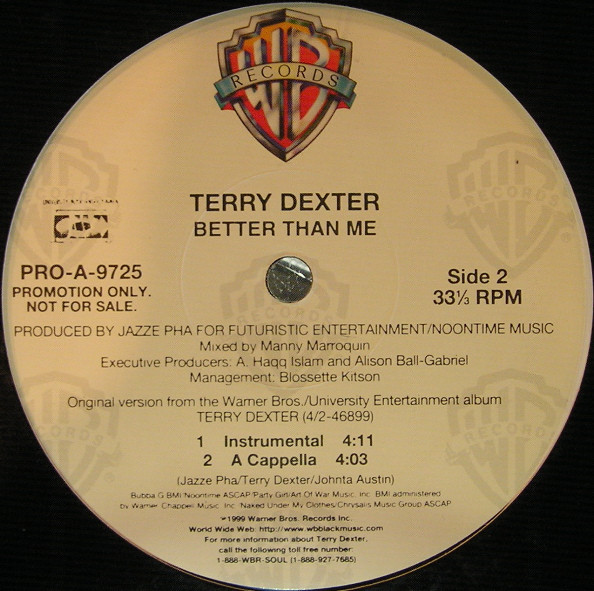 RECORDS
TERRY DEXTER
BETTER THAN ME
PRO-A-9725
PROMOTION ONLY.
NOT FOR SALE.
Side 2
33⅓ RPM
PRODUCED BY JAZZE PHA FOR FUTURISTIC ENTERTAINMENT/NOONTIME MUSIC
Mixed by Manny Marroquin
Executive Producers: A. Haqq Islam and Alison Ball-Gabriel
Management: Blossette Kitson
Original version from the Warner Bros./University Entertainment album
TERRY DEXTER (4/2-46899)
1 Instrumental 4:11
2 A Cappella 4:03
(Jazze Pha/Terry Dexter/Johnta Austin)
Bubba G BMI/Noontime ASCAP/Party Girl/Art Of War Music, Inc. BMI administered
by Warner Chappell Music, Inc./Naked Under My Clothes/Chrysalis Music Group ASCAP
℗1999 Warner Bros. Records Inc.
World Wide Web: http://www.wbblackmusic.com
For more information about Terry Dexter,
call the following toll free number:
1-888-WBR-SOUL (1-888-927-7685)